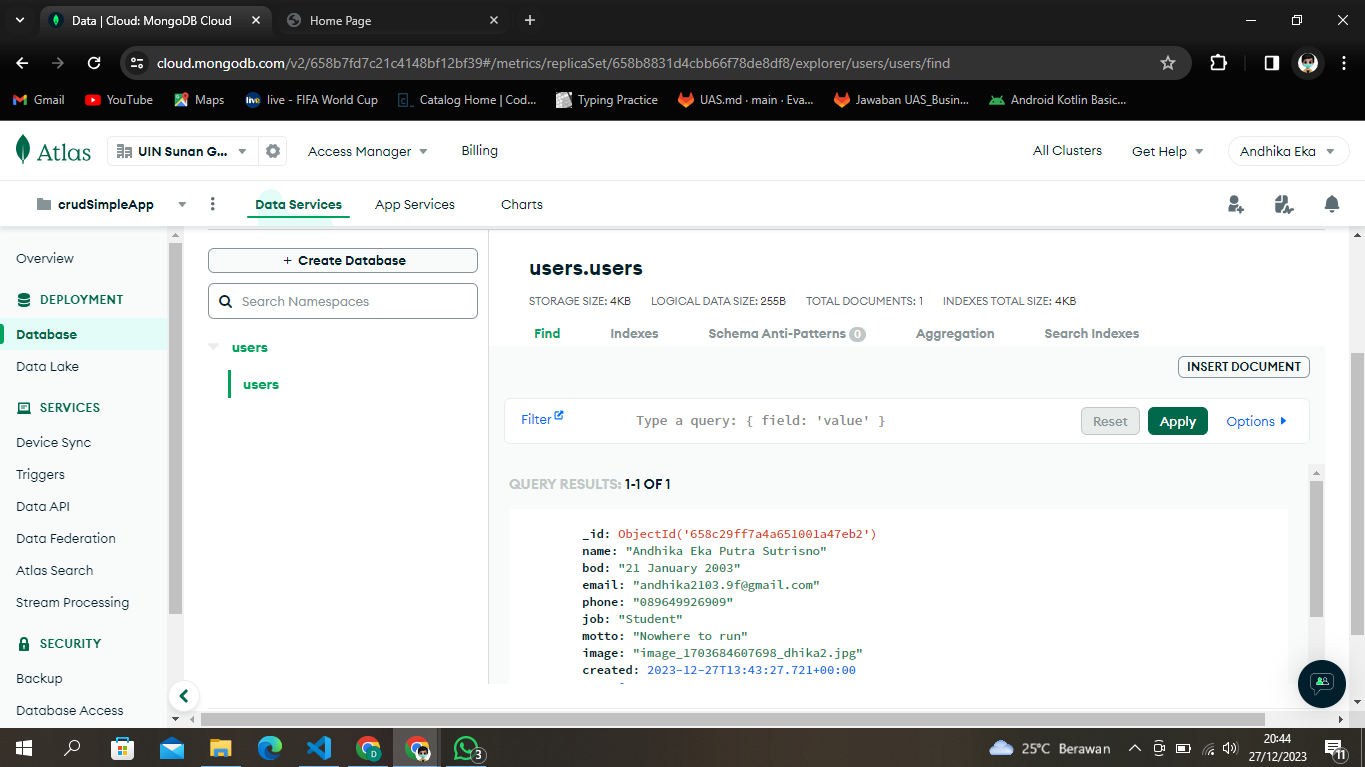 Data | Cloud: MongoDB Cloud
Home Page
cloud.mongodb.com/v2/658b7fd7c21c4148bf12bf39#/metrics/replicaSet/658b8831d4cbb66f78de8df8/explorer/users/users/find
Gmail YouTube Maps live - FIFA World Cup Catalog Home | Cod... Typing Practice UAS.md · main · Eva... Jawaban UAS_Busin... Android Kotlin Basic...
Atlas UIN Sunan G... Access Manager Billing All Clusters Get Help Andhika Eka
crudSimpleApp Data Services App Services Charts
Overview
DEPLOYMENT
Database
Data Lake
SERVICES
Device Sync
Triggers
Data API
Data Federation
Atlas Search
Stream Processing
SECURITY
Backup
Database Access
+ Create Database
Search Namespaces
users
users
users.users
STORAGE SIZE: 4KB LOGICAL DATA SIZE: 255B TOTAL DOCUMENTS: 1 INDEXES TOTAL SIZE: 4KB
Find Indexes Schema Anti-Patterns 0 Aggregation Search Indexes
INSERT DOCUMENT
Filter Type a query: { field: 'value' } Reset Apply Options
QUERY RESULTS: 1-1 OF 1
_id: ObjectId('658c29ff7a4a651001a47eb2')
name: "Andhika Eka Putra Sutrisno"
bod: "21 January 2003"
email: "andhika2103.9f@gmail.com"
phone: "089649926909"
job: "Student"
motto: "Nowhere to run"
image: "image_1703684607698_dhika2.jpg"
created: 2023-12-27T13:43:27.721+00:00
D
3
25°C Berawan
20:44
27/12/2023
11